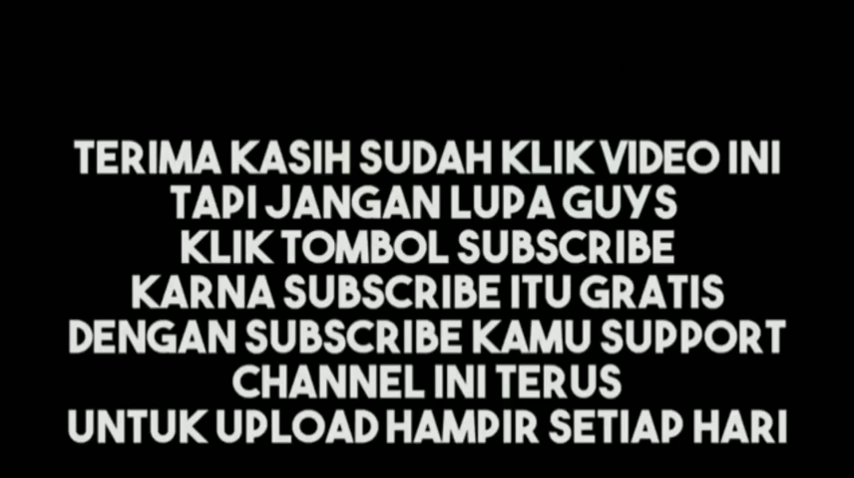 TERIMA KASIH SUDAH KLIK VIDEO INI
TAPI JANGAN LUPA GUYS
KLIK TOMBOL SUBSCRIBE
KARNA SUBSCRIBE ITU GRATIS
DENGAN SUBSCRIBE KAMU SUPPORT
CHANNEL INI TERUS
UNTUK UPLOAD HAMPIR SETIAP HARI